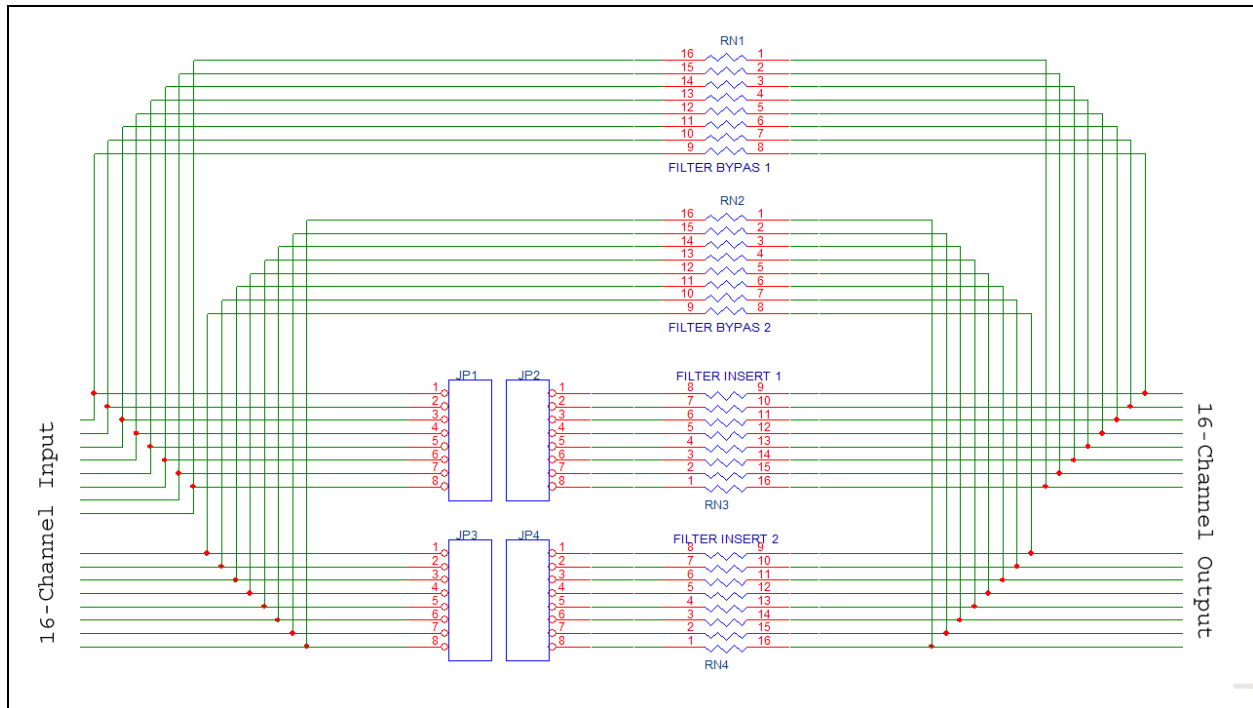 RN1
16 1
15 2
14 3
13 4
12 5
11 6
10 7
9 8
FILTER BYPAS 1
RN2
16 1
15 2
14 3
13 4
12 5
11 6
10 7
9 8
FILTER BYPAS 2
JP1 JP2 FILTER INSERT 1
1 1 8 9
2 2 7 10
3 3 6 11
4 4 5 12
5 5 4 13
6 6 3 14
7 7 2 15
8 8 1 16
RN3
JP3 JP4 FILTER INSERT 2
1 1 8 9
2 2 7 10
3 3 6 11
4 4 5 12
5 5 4 13
6 6 3 14
7 7 2 15
8 8 1 16
RN4
16-Channel Input
16-Channel Output